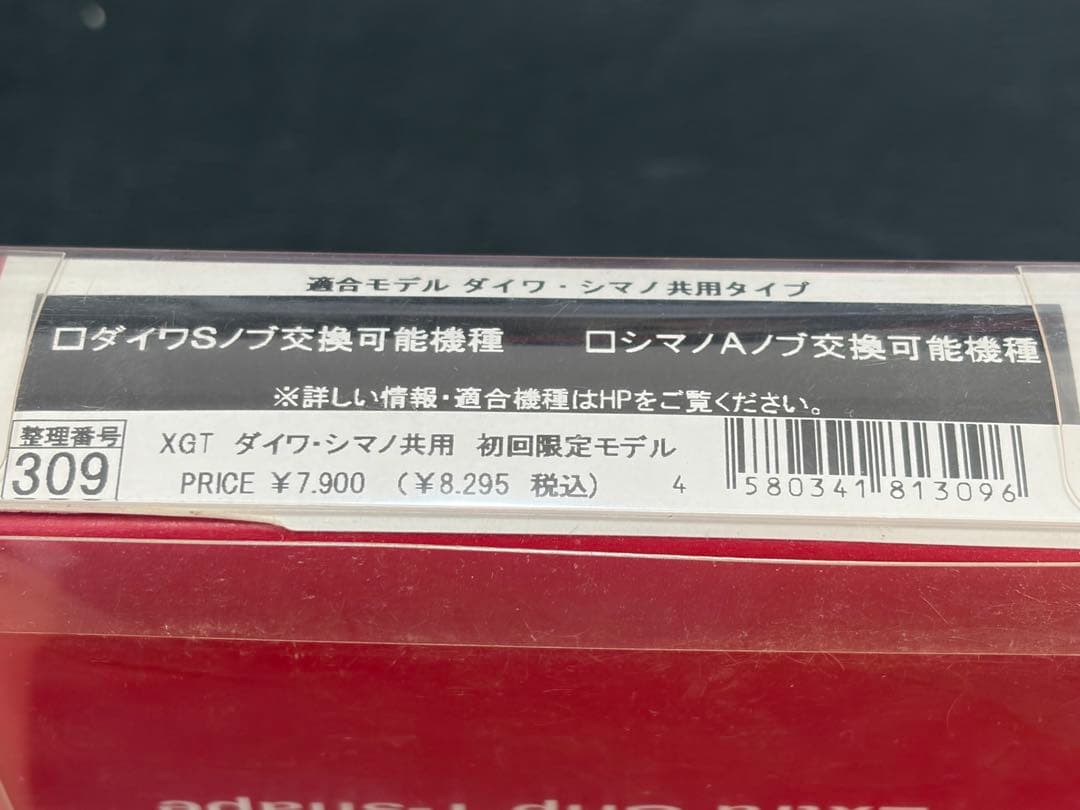 適合モデル ダイワ・シマノ共用タイプ
□ダイワSノブ交換可能機種 □シマノAノブ交換可能機種
※詳しい情報・適合機種はHPをご覧ください。
整理番号
309
XGT ダイワ・シマノ共用 初回限定モデル
PRICE ¥7.900 (¥8.295 税込)
4 580341 813096